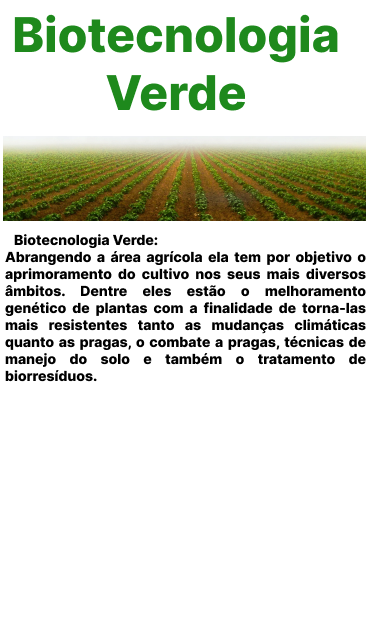 Biotecnologia
Verde
Biotecnologia Verde:
Abrangendo a área agrícola ela tem por objetivo o
aprimoramento do cultivo nos seus mais diversos
âmbitos. Dentre eles estão o melhoramento
genético de plantas com a finalidade de torna-las
mais resistentes tanto as mudanças climáticas
quanto as pragas, o combate a pragas, técnicas de
manejo do solo e também o tratamento de
biorresíduos.